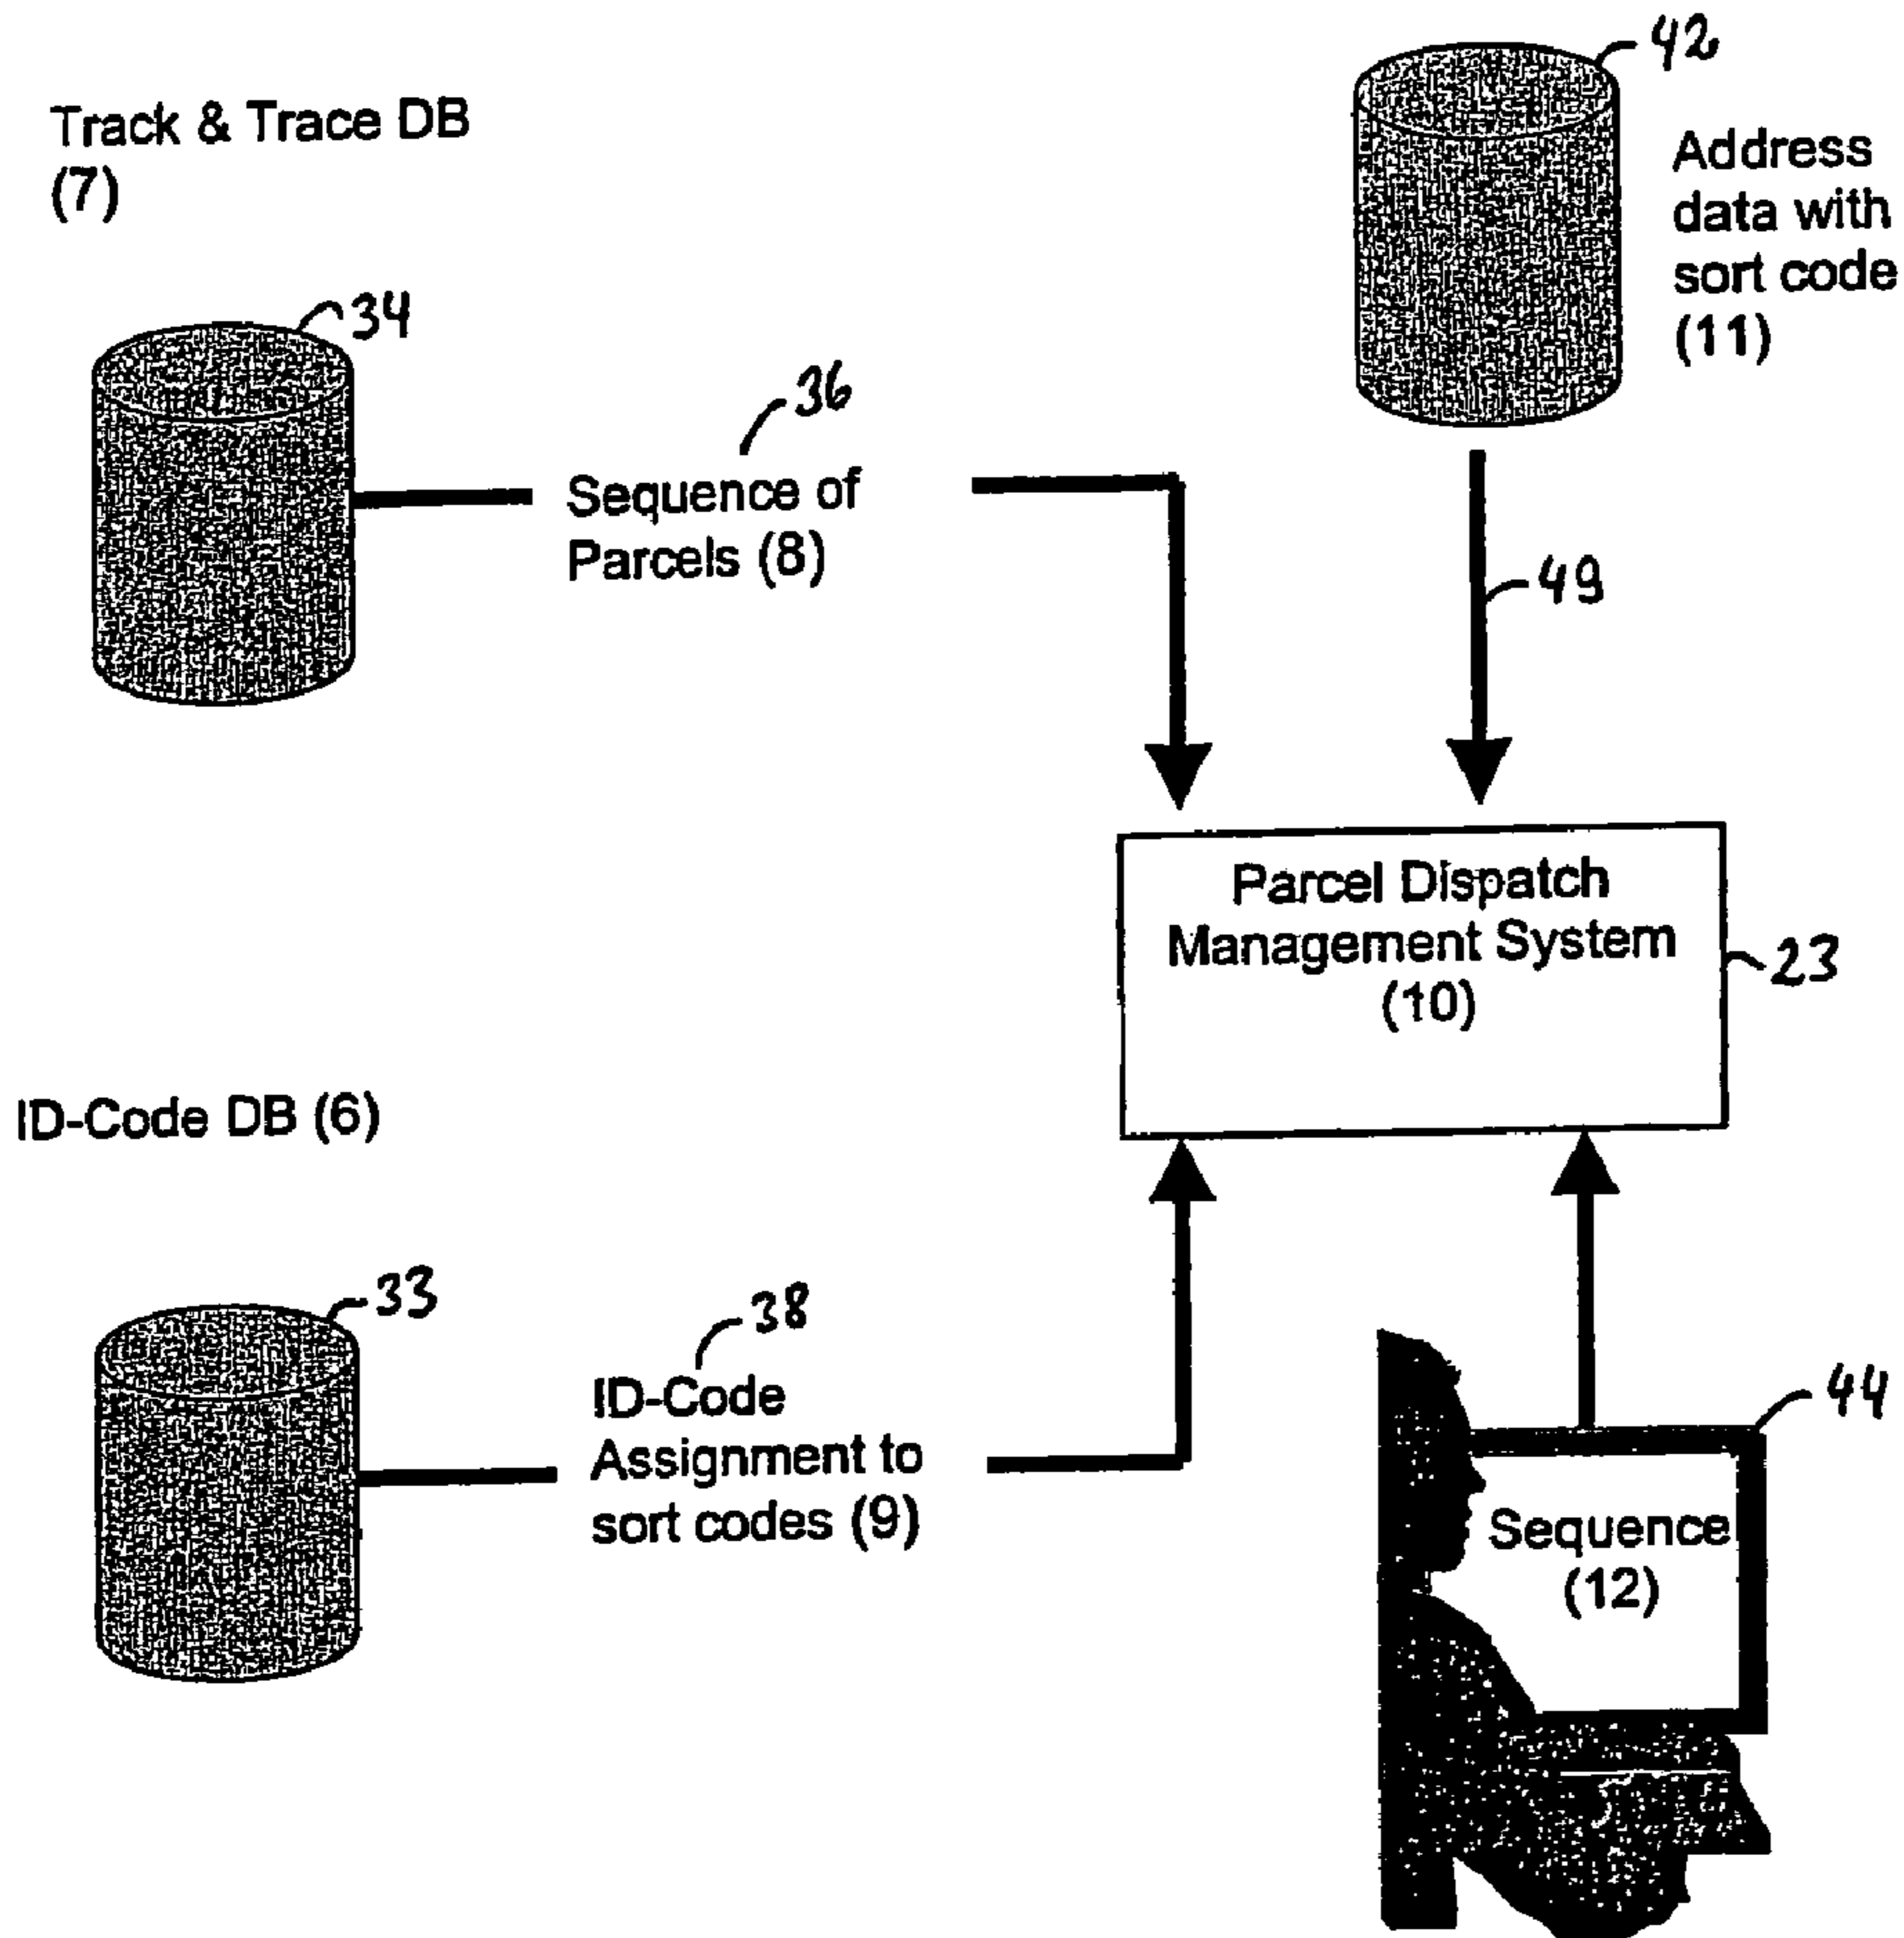 42
Track & Trace DB
(7)
Address
data with
sort code
(11)
34
36
Sequence of
Parcels (8)
49
Parcel Dispatch
Management System
(10)
23
ID-Code DB (6)
33
38
ID-Code
Assignment to
sort codes (9)
44
Sequence
(12)